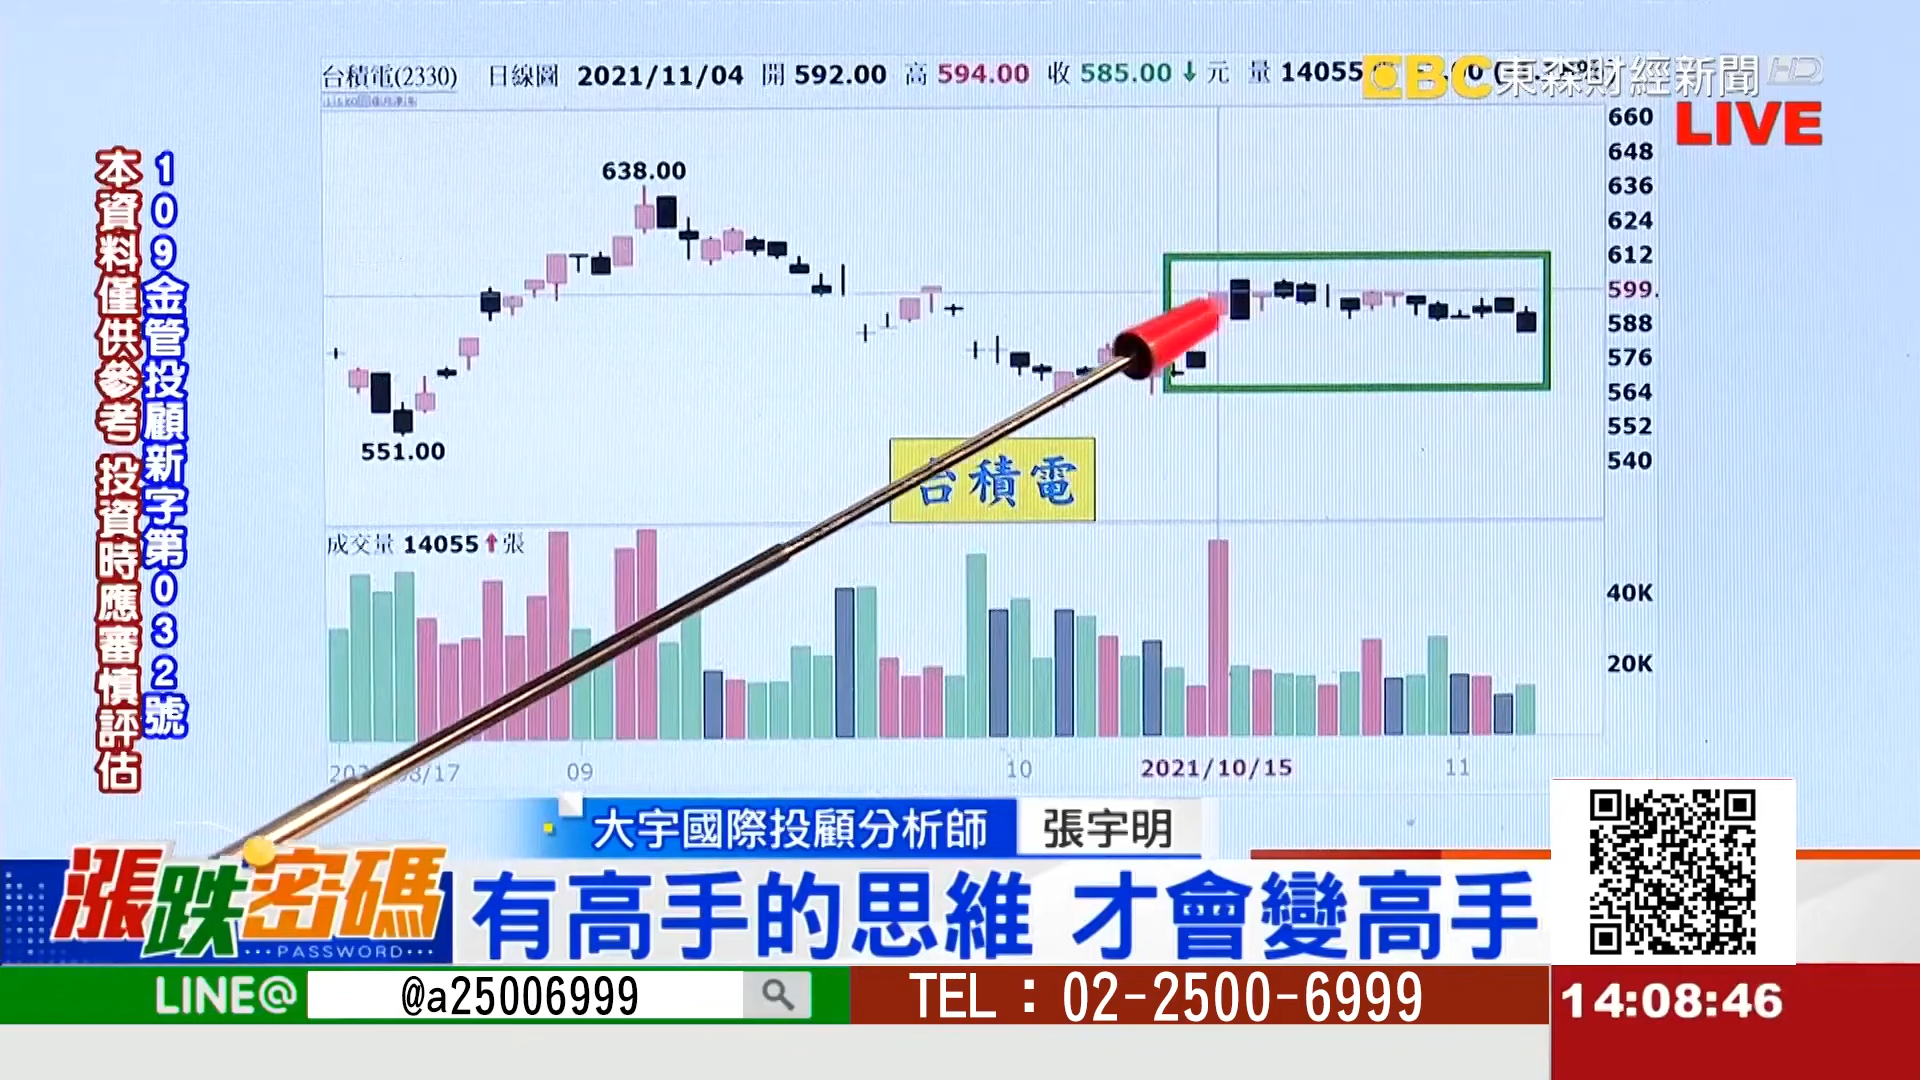 台積電(2330) 日線圖 2021/11/04 開 592.00 高 594.00 收 585.00↓元 量 14055
EBC 東森財經新聞 HD
LIVE
109金管投顧新字第032號
本資料僅供參考 投資時應審慎評估
638.00
551.00
660
648
636
624
612
599.
588
576
564
552
540
台積電
成交量 14055↑張
40K
20K
09
10
2021/10/15
11
大宇國際投顧分析師 張宇明
漲跌密碼
PASSWORD
有高手的思維 才會變高手
LINE@ @a25006999
TEL：02-2500-6999
14:08:46